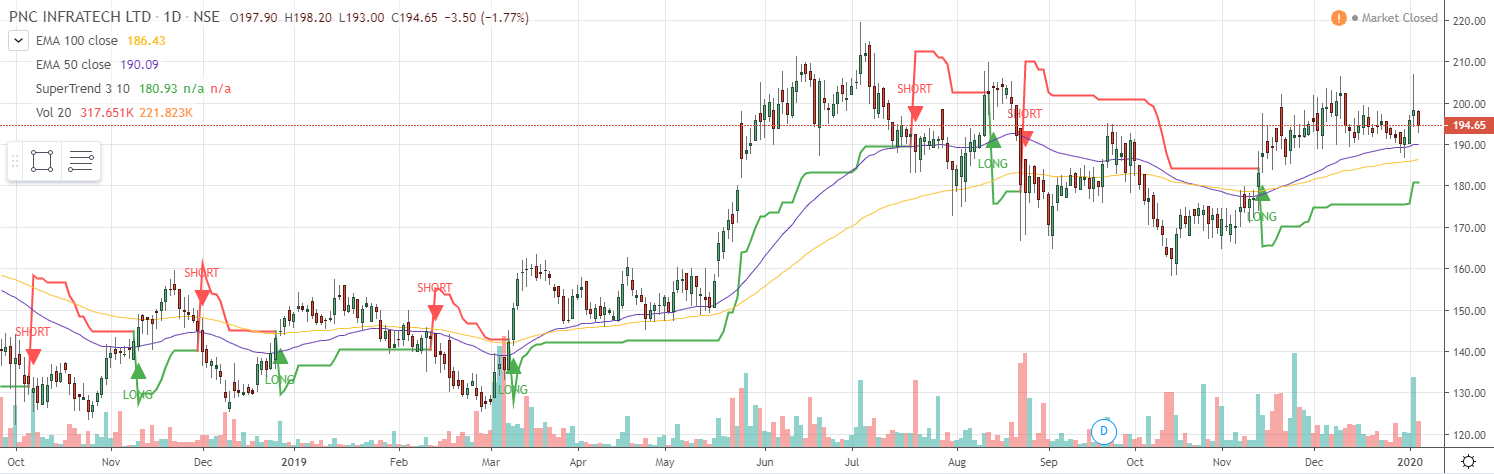 PNC INFRATECH LTD · 1D · NSE O197.90 H198.20 L193.00 C194.65 −3.50 (−1.77%)
! Market Closed
EMA 100 close 186.43
EMA 50 close 190.09
SuperTrend 3 10 180.93 n/a n/a
Vol 20 317.651K 221.823K
220.00
210.00
200.00
194.65
190.00
180.00
170.00
160.00
150.00
140.00
130.00
120.00
SHORT
LONG
SHORT
LONG
SHORT
LONG
SHORT
LONG
SHORT
LONG
D
Oct Nov Dec 2019 Feb Mar Apr May Jun Jul Aug Sep Oct Nov Dec 2020